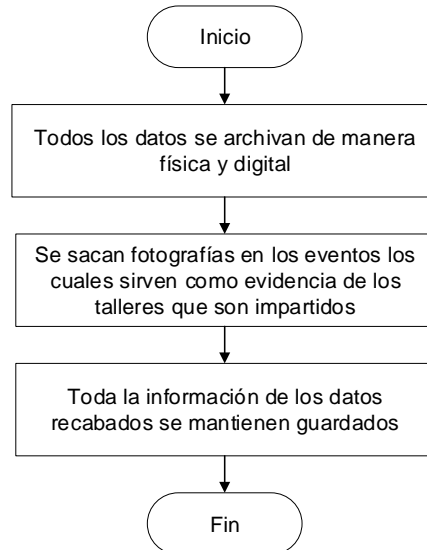 Inicio
Todos los datos se archivan de manera
física y digital
Se sacan fotografías en los eventos los
cuales sirven como evidencia de los
talleres que son impartidos
Toda la información de los datos
recabados se mantienen guardados
Fin